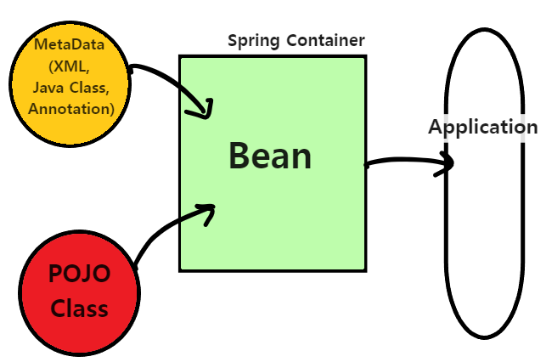 MetaData
(XML,
Java Class,
Annotation)
Spring Container
Bean
Application
POJO
Class